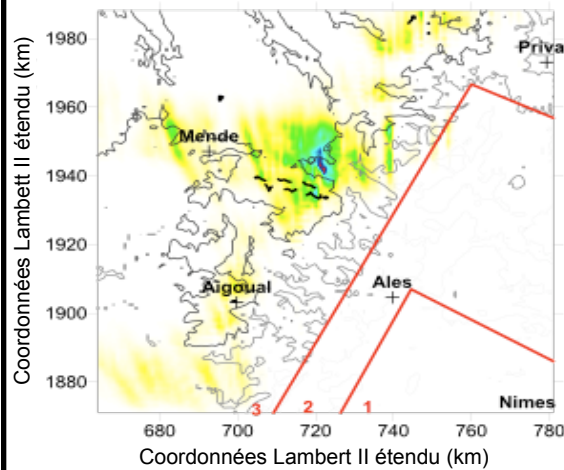 Coordonnées Lambett II étendu (km)
1980
1960
1940
1920
1900
1880
Priva
Mende
Aigoual
Ales
Nimes
3
2
1
680
700
720
740
760
780
Coordonnées Lambert II étendu (km)